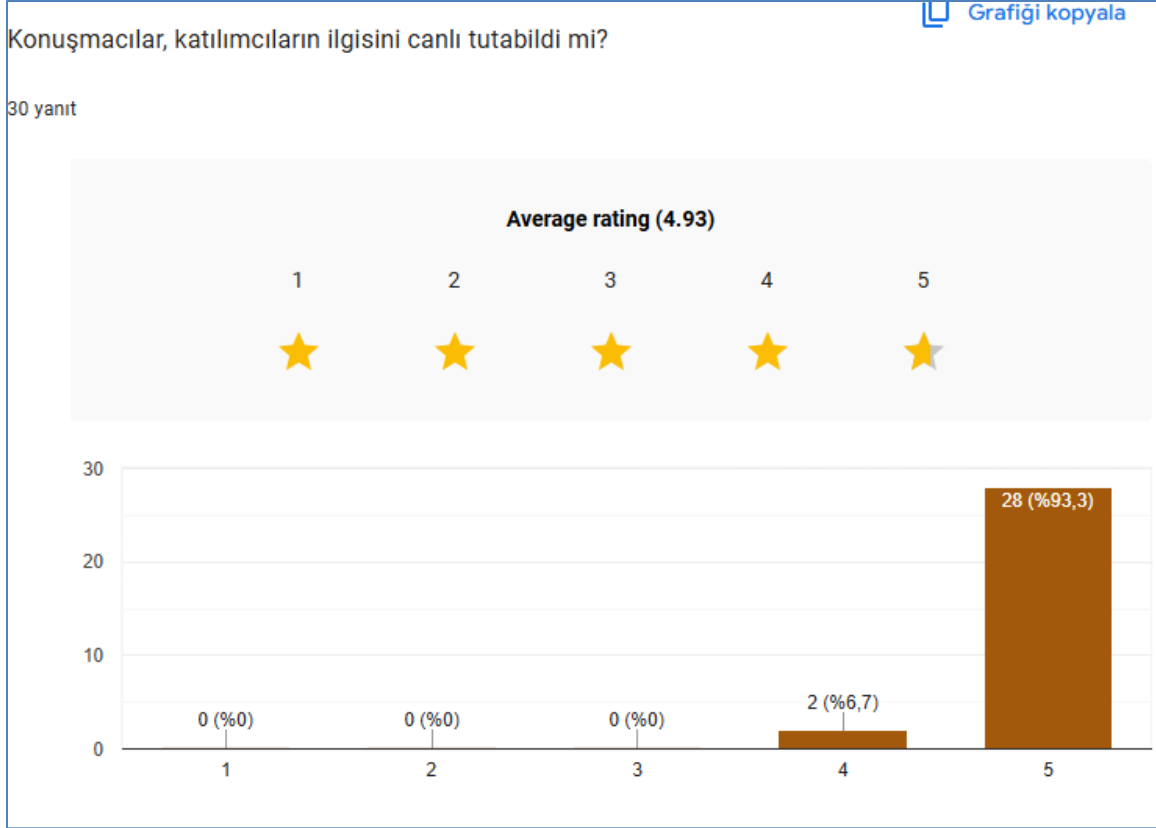 Grafiği kopyala
Konuşmacılar, katılımcıların ilgisini canlı tutabildi mi?
30 yanıt
Average rating (4.93)
1 2 3 4 5
30
28 (%93,3)
20
10
2 (%6,7)
0 (%0) 0 (%0) 0 (%0)
0
1 2 3 4 5